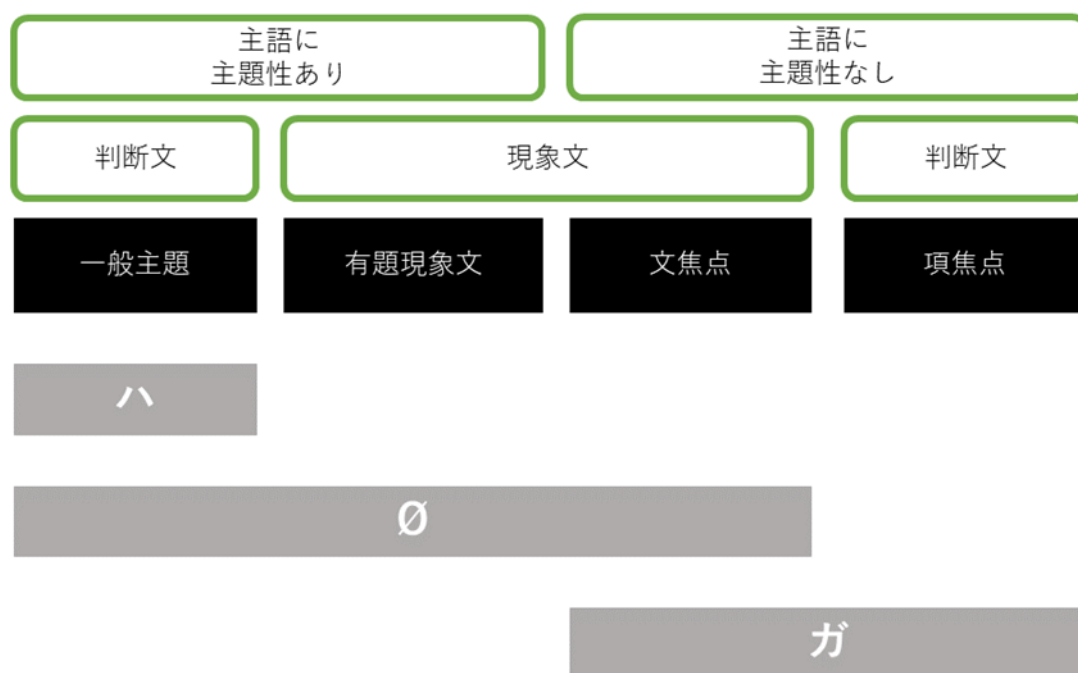 主語に
主題性あり
主語に
主題性なし
判断文
現象文
判断文
一般主題
有題現象文
文焦点
項焦点
ハ
Ø
ガ